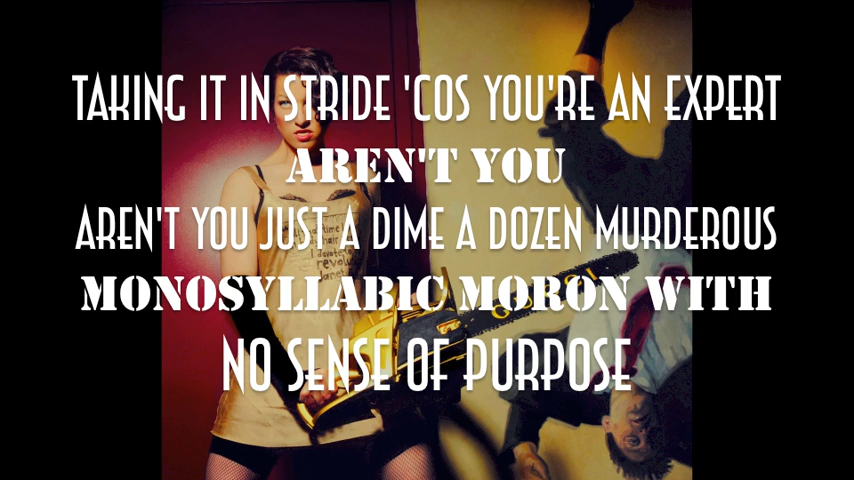 TAKING IT IN STRIDE 'COS YOU'RE AN EXPERT
AREN'T YOU
AREN'T YOU JUST A DIME A DOZEN MURDEROUS
MONOSYLLABIC MORON WITH
NO SENSE OF PURPOSE